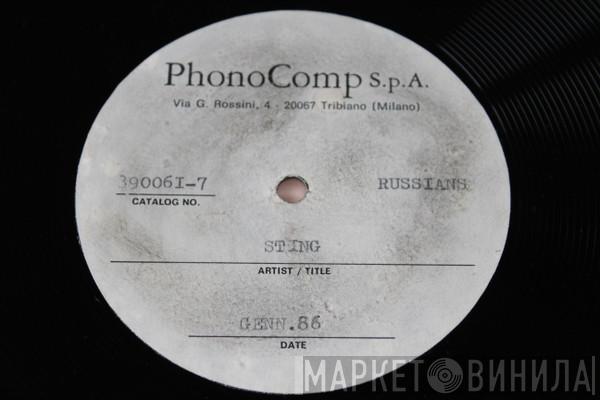 PhonoComp S.p.A.
Via G. Rossini, 4 - 20067 Tribiano (Milano)
390061-7 RUSSIANS
CATALOG NO.
STING
ARTIST / TITLE
GENN.86
DATE
МАРКЕТ ВИНИЛА